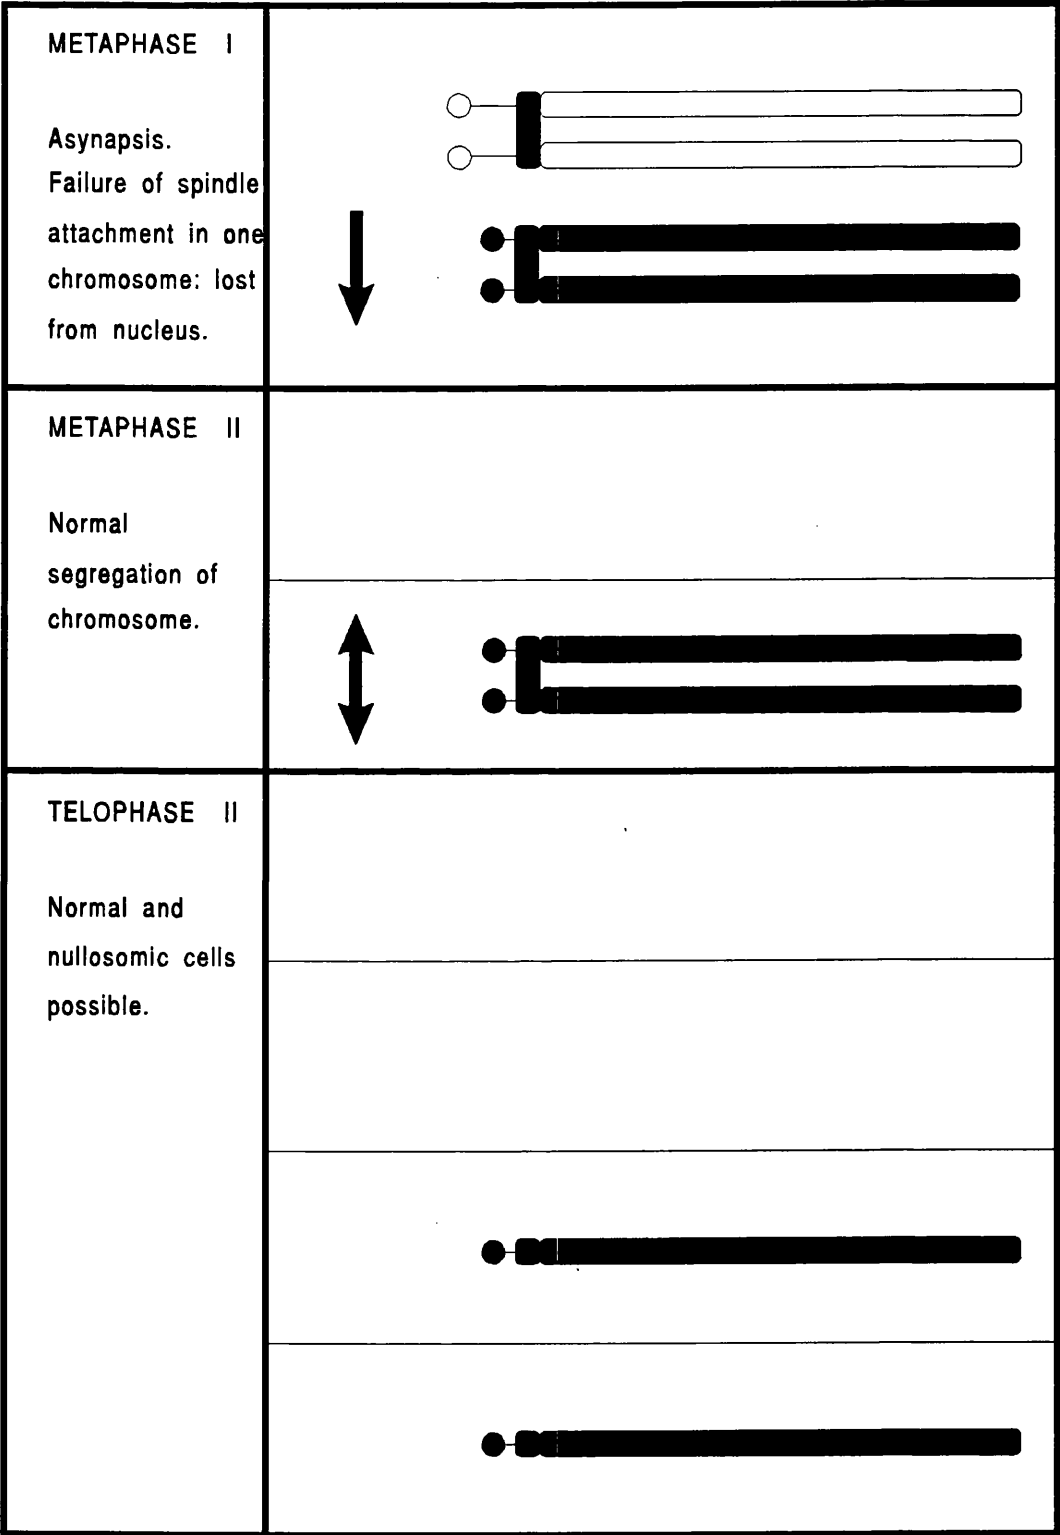 METAPHASE I
Asynapsis.
Failure of spindle
attachment in one
chromosome: lost
from nucleus.
METAPHASE II
Normal
segregation of
chromosome.
TELOPHASE II
Normal and
nullosomic cells
possible.